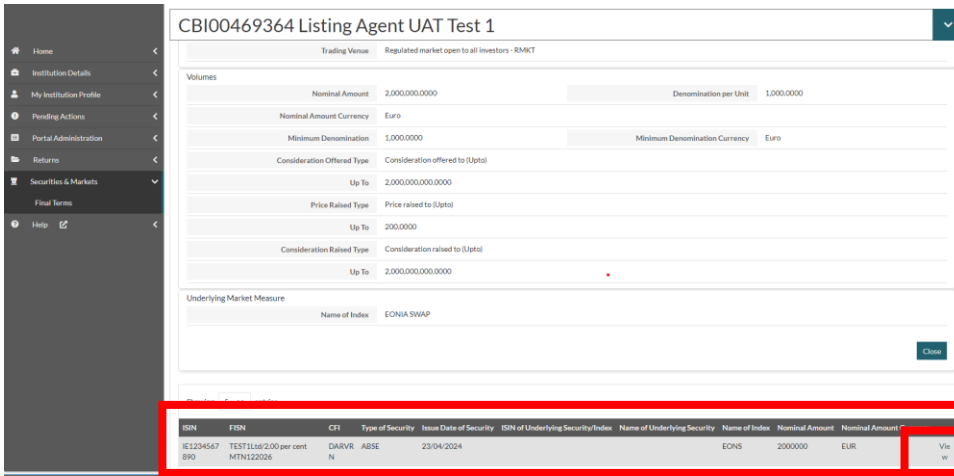 CBI00469364 Listing Agent UAT Test 1
Home
Institution Details
My Institution Profile
Pending Actions
Portal Administration
Returns
Securities & Markets
Final Terms
Help
Trading Venue Regulated market open to all investors - RMKT
Volumes
Nominal Amount 2,000,000.0000 Denomination per Unit 1,000.0000
Nominal Amount Currency Euro
Minimum Denomination 1,000.0000 Minimum Denomination Currency Euro
Consideration Offered Type Consideration offered to (Upto)
Up To 2,000,000,000.0000
Price Raised Type Price raised to (Upto)
Up To 200.0000
Consideration Raised Type Consideration raised to (Upto)
Up To 2,000,000,000.0000
Underlying Market Measure
Name of Index EONIA SWAP
Close
ISIN FISN CFI Type of Security Issue Date of Security ISIN of Underlying Security/Index Name of Underlying Security Name of Index Nominal Amount Nominal Amount
IE1234567 TEST1Ltd/2.00 per cent DARVR ABSE 23/04/2024 EONS 2000000 EUR Vie
890 MTN122026 N w